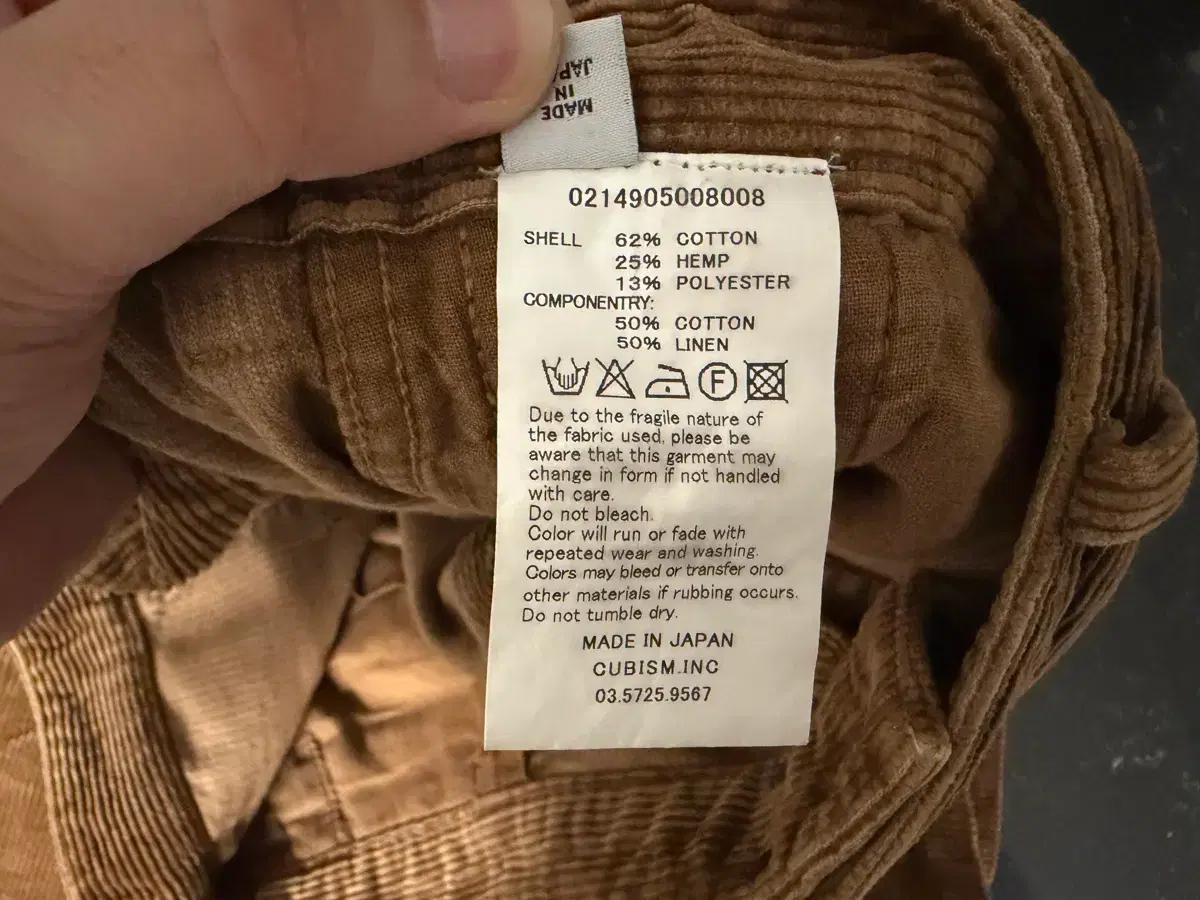 MADE
IN
JAPA
0214905008008
SHELL 62% COTTON
25% HEMP
13% POLYESTER
COMPONENTRY:
50% COTTON
50% LINEN
F
Due to the fragile nature of
the fabric used, please be
aware that this garment may
change in form if not handled
with care.
Do not bleach.
Color will run or fade with
repeated wear and washing.
Colors may bleed or transfer onto
other materials if rubbing occurs.
Do not tumble dry.
MADE IN JAPAN
CUBISM.INC
03.5725.9567